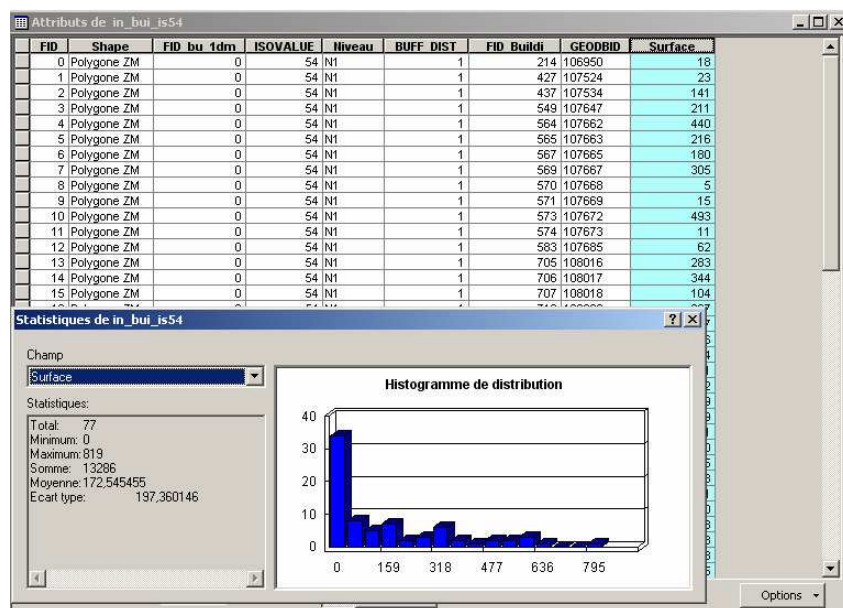 Attributs de in_bui_is54
FID Shape FID_bu_1dm ISOVALUE Niveau BUFF_DIST FID_Buildi GEODBID Surface
0 Polygone ZM 0 54 N1 1 214 106950 18
1 Polygone ZM 0 54 N1 1 427 107524 23
2 Polygone ZM 0 54 N1 1 437 107534 141
3 Polygone ZM 0 54 N1 1 549 107647 211
4 Polygone ZM 0 54 N1 1 564 107662 440
5 Polygone ZM 0 54 N1 1 565 107663 216
6 Polygone ZM 0 54 N1 1 567 107665 180
7 Polygone ZM 0 54 N1 1 569 107667 305
8 Polygone ZM 0 54 N1 1 570 107668 5
9 Polygone ZM 0 54 N1 1 571 107669 15
10 Polygone ZM 0 54 N1 1 573 107672 493
11 Polygone ZM 0 54 N1 1 574 107673 11
12 Polygone ZM 0 54 N1 1 583 107685 62
13 Polygone ZM 0 54 N1 1 705 108016 283
14 Polygone ZM 0 54 N1 1 706 108017 344
15 Polygone ZM 0 54 N1 1 707 108018 104
Statistiques de in_bui_is54
Champ
Surface
Statistiques:
Total: 77
Minimum: 0
Maximum: 819
Somme: 13286
Moyenne: 172,545455
Ecart type: 197,360146
Histogramme de distribution
40
30
20
10
0
0 159 318 477 636 795
Options